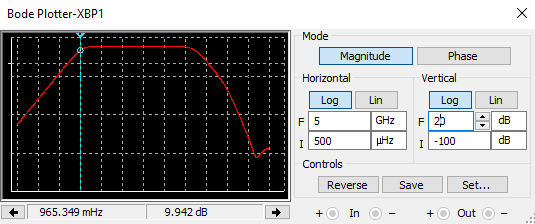 Bode Plotter-XBP1
Mode
Magnitude Phase
Horizontal Vertical
Log Lin Log Lin
F 5 GHz F 20 dB
I 500 µHz I -100 dB
Controls
Reverse Save Set...
965.349 mHz 9.942 dB
+ In − + Out −